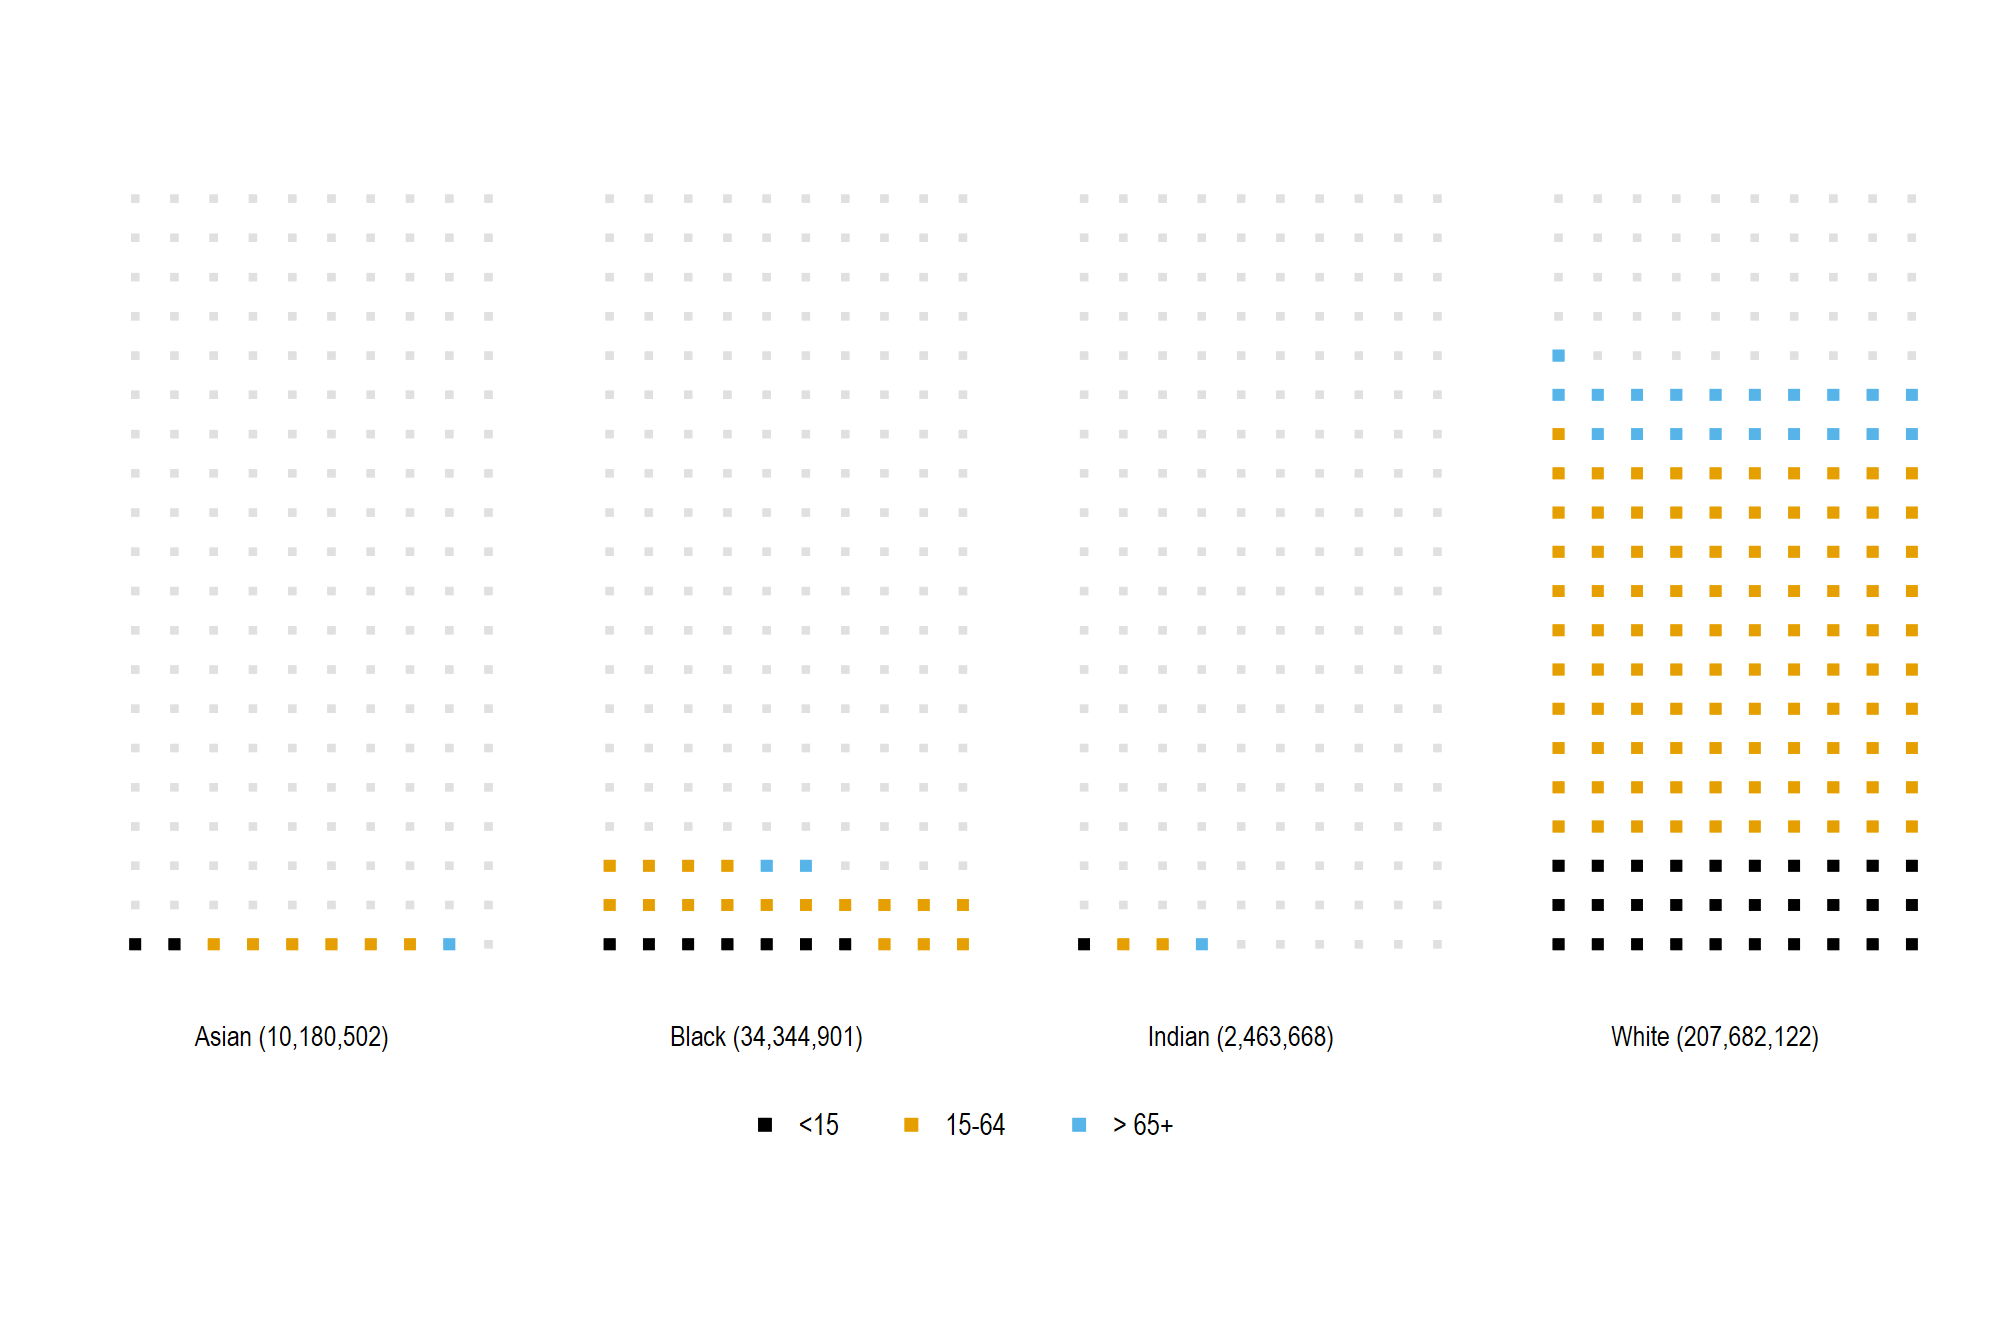 Asian (10,180,502)
Black (34,344,901)
Indian (2,463,668)
White (207,682,122)
<15
15-64
> 65+